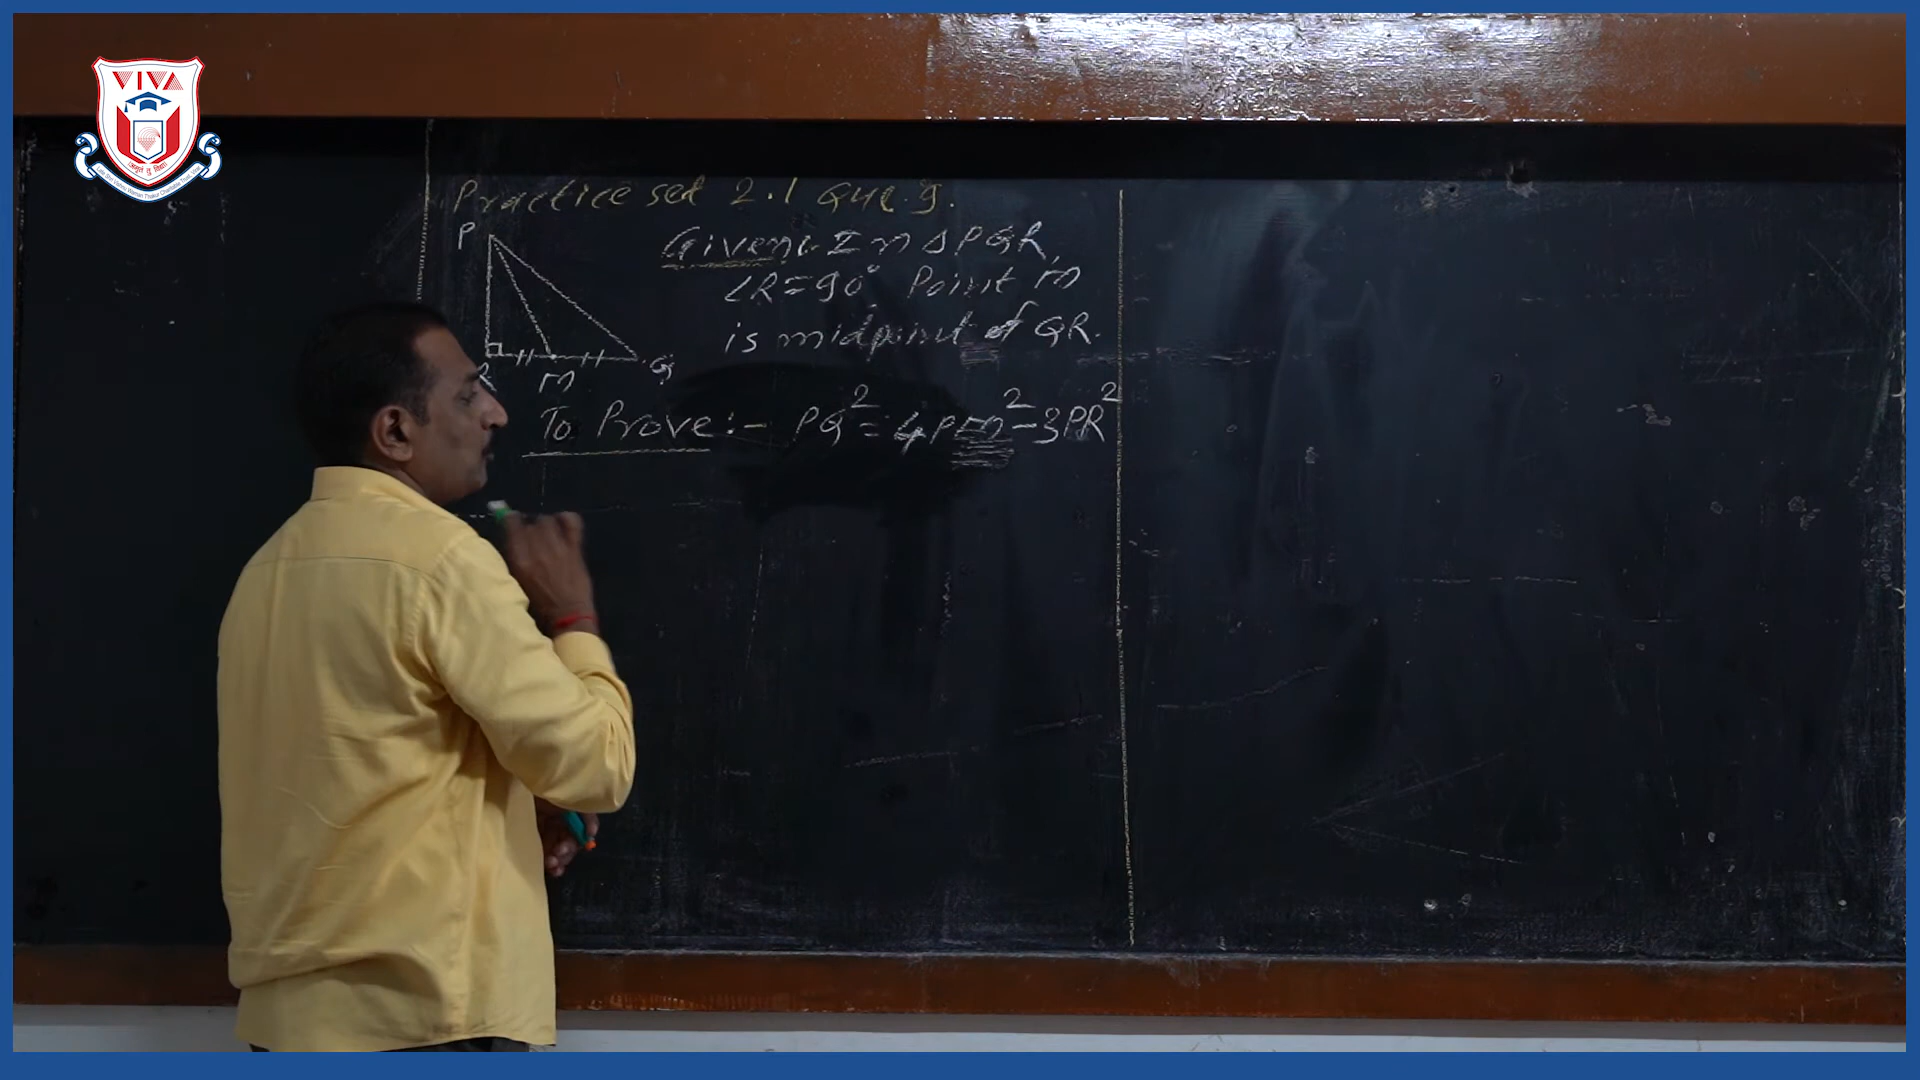 VIVA
Practice set 2.1 Que. 9.
P
Given:- In △PQR,
∠R=90° Point M
is midpoint of QR.
R M Q
To Prove:- PQ²=4PM²-3PR²